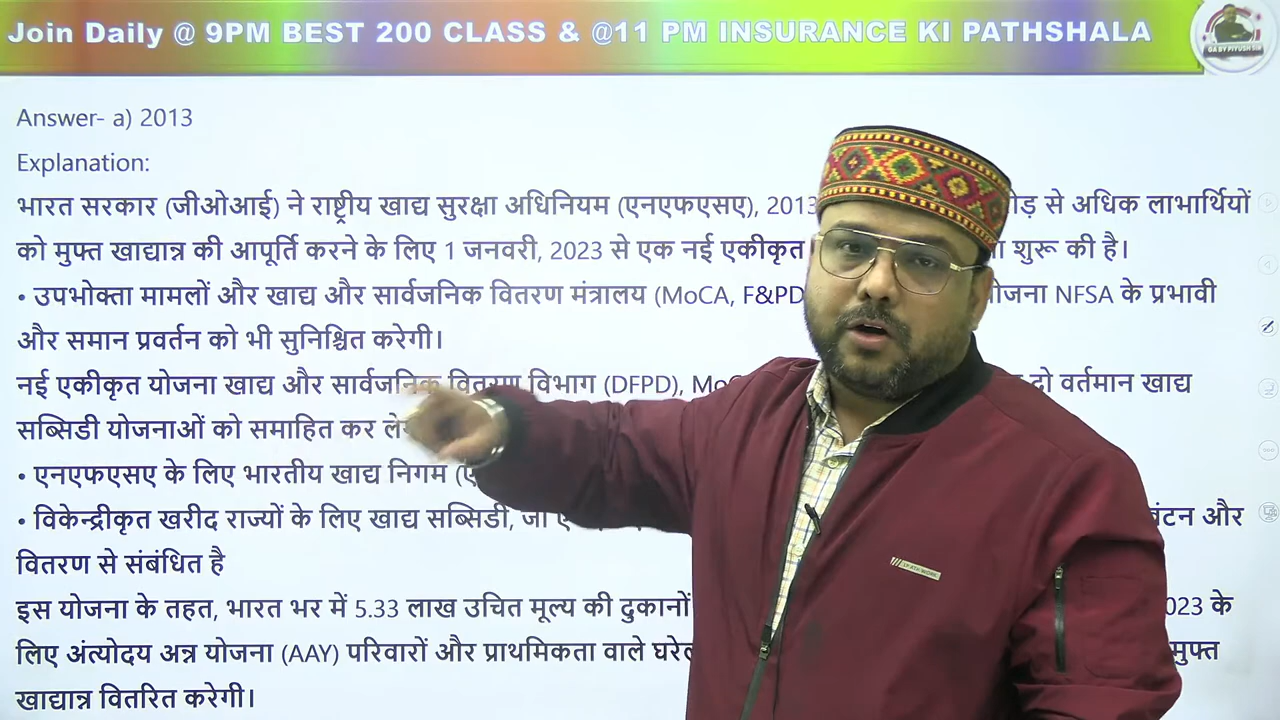 Join Daily @ 9PM BEST 200 CLASS & @11 PM INSURANCE KI PATHSHALA
GA BY PIYUSH SIR
Answer- a) 2013
Explanation:
भारत सरकार (जीओआई) ने राष्ट्रीय खाद्य सुरक्षा अधिनियम (एनएफएसए), 2013 से अधिक लाभार्थियों
को मुफ्त खाद्यान्न की आपूर्ति करने के लिए 1 जनवरी, 2023 से एक नई एकीकृत शुरू की है।
• उपभोक्ता मामलों और खाद्य और सार्वजनिक वितरण मंत्रालय (MoCA, F&PD NFSA के प्रभावी
और समान प्रवर्तन को भी सुनिश्चित करेगी।
नई एकीकृत योजना खाद्य और सार्वजनिक वितरण विभाग (DFPD), दो वर्तमान खाद्य
सब्सिडी योजनाओं को समाहित कर
• एनएफएसए के लिए भारतीय खाद्य निगम
• विकेन्द्रीकृत खरीद राज्यों के लिए खाद्य सब्सिडी, और
वितरण से संबंधित है
इस योजना के तहत, भारत भर में 5.33 लाख उचित मूल्य की दुकानों के
लिए अंत्योदय अन्न योजना (AAY) परिवारों और प्राथमिकता वाले मुफ्त
खाद्यान्न वितरित करेगी।